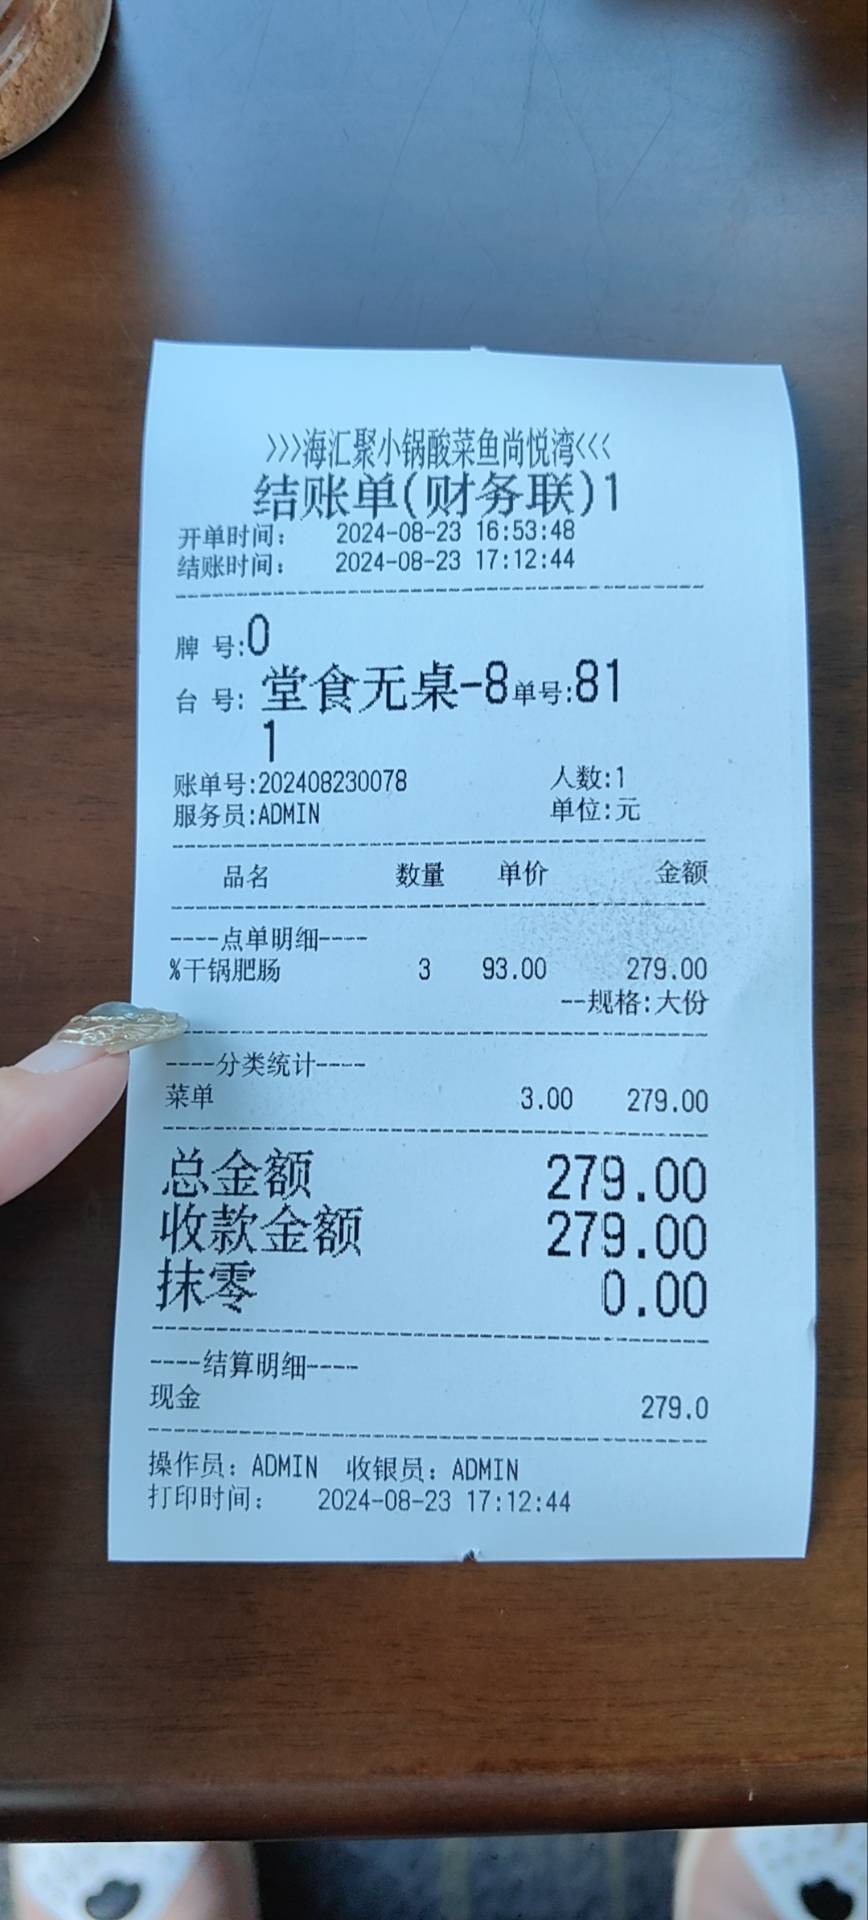 >>>海汇聚小锅酸菜鱼尚悦湾<<<
结账单(财务联)1
开单时间： 2024-08-23 16:53:48
结账时间： 2024-08-23 17:12:44
牌 号:0
台 号: 堂食无桌-8 单号:81
1
账单号:202408230078 人数:1
服务员:ADMIN 单位:元
品名 数量 单价 金额
----点单明细----
%干锅肥肠 3 93.00 279.00
--规格:大份
----分类统计----
菜单 3.00 279.00
总金额 279.00
收款金额 279.00
抹零 0.00
----结算明细----
现金 279.0
操作员：ADMIN 收银员：ADMIN
打印时间： 2024-08-23 17:12:44